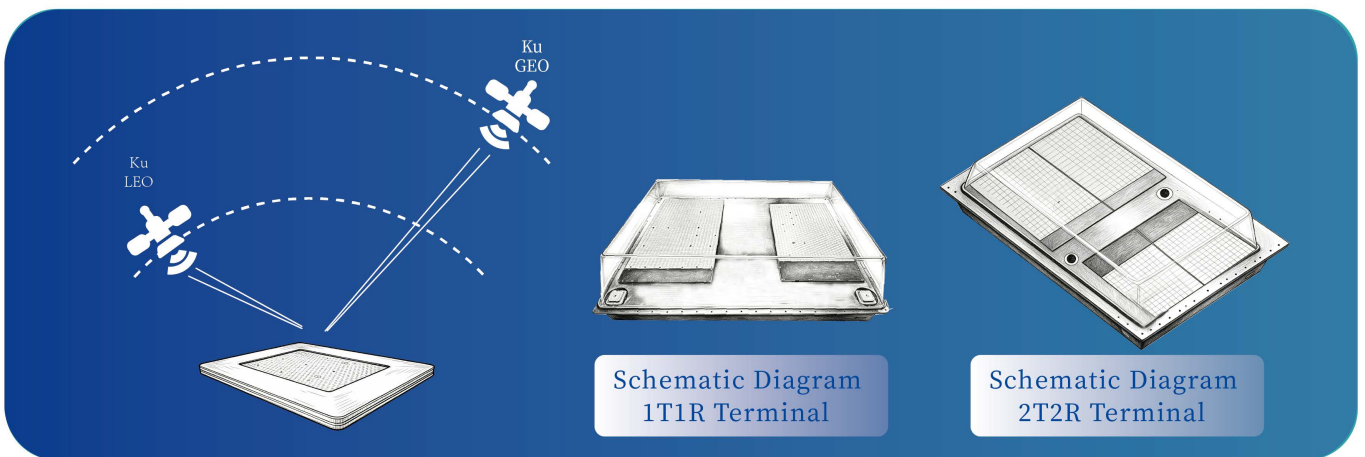 Ku
GEO
Ku
LEO
Schematic Diagram
1T1R Terminal
Schematic Diagram
2T2R Terminal